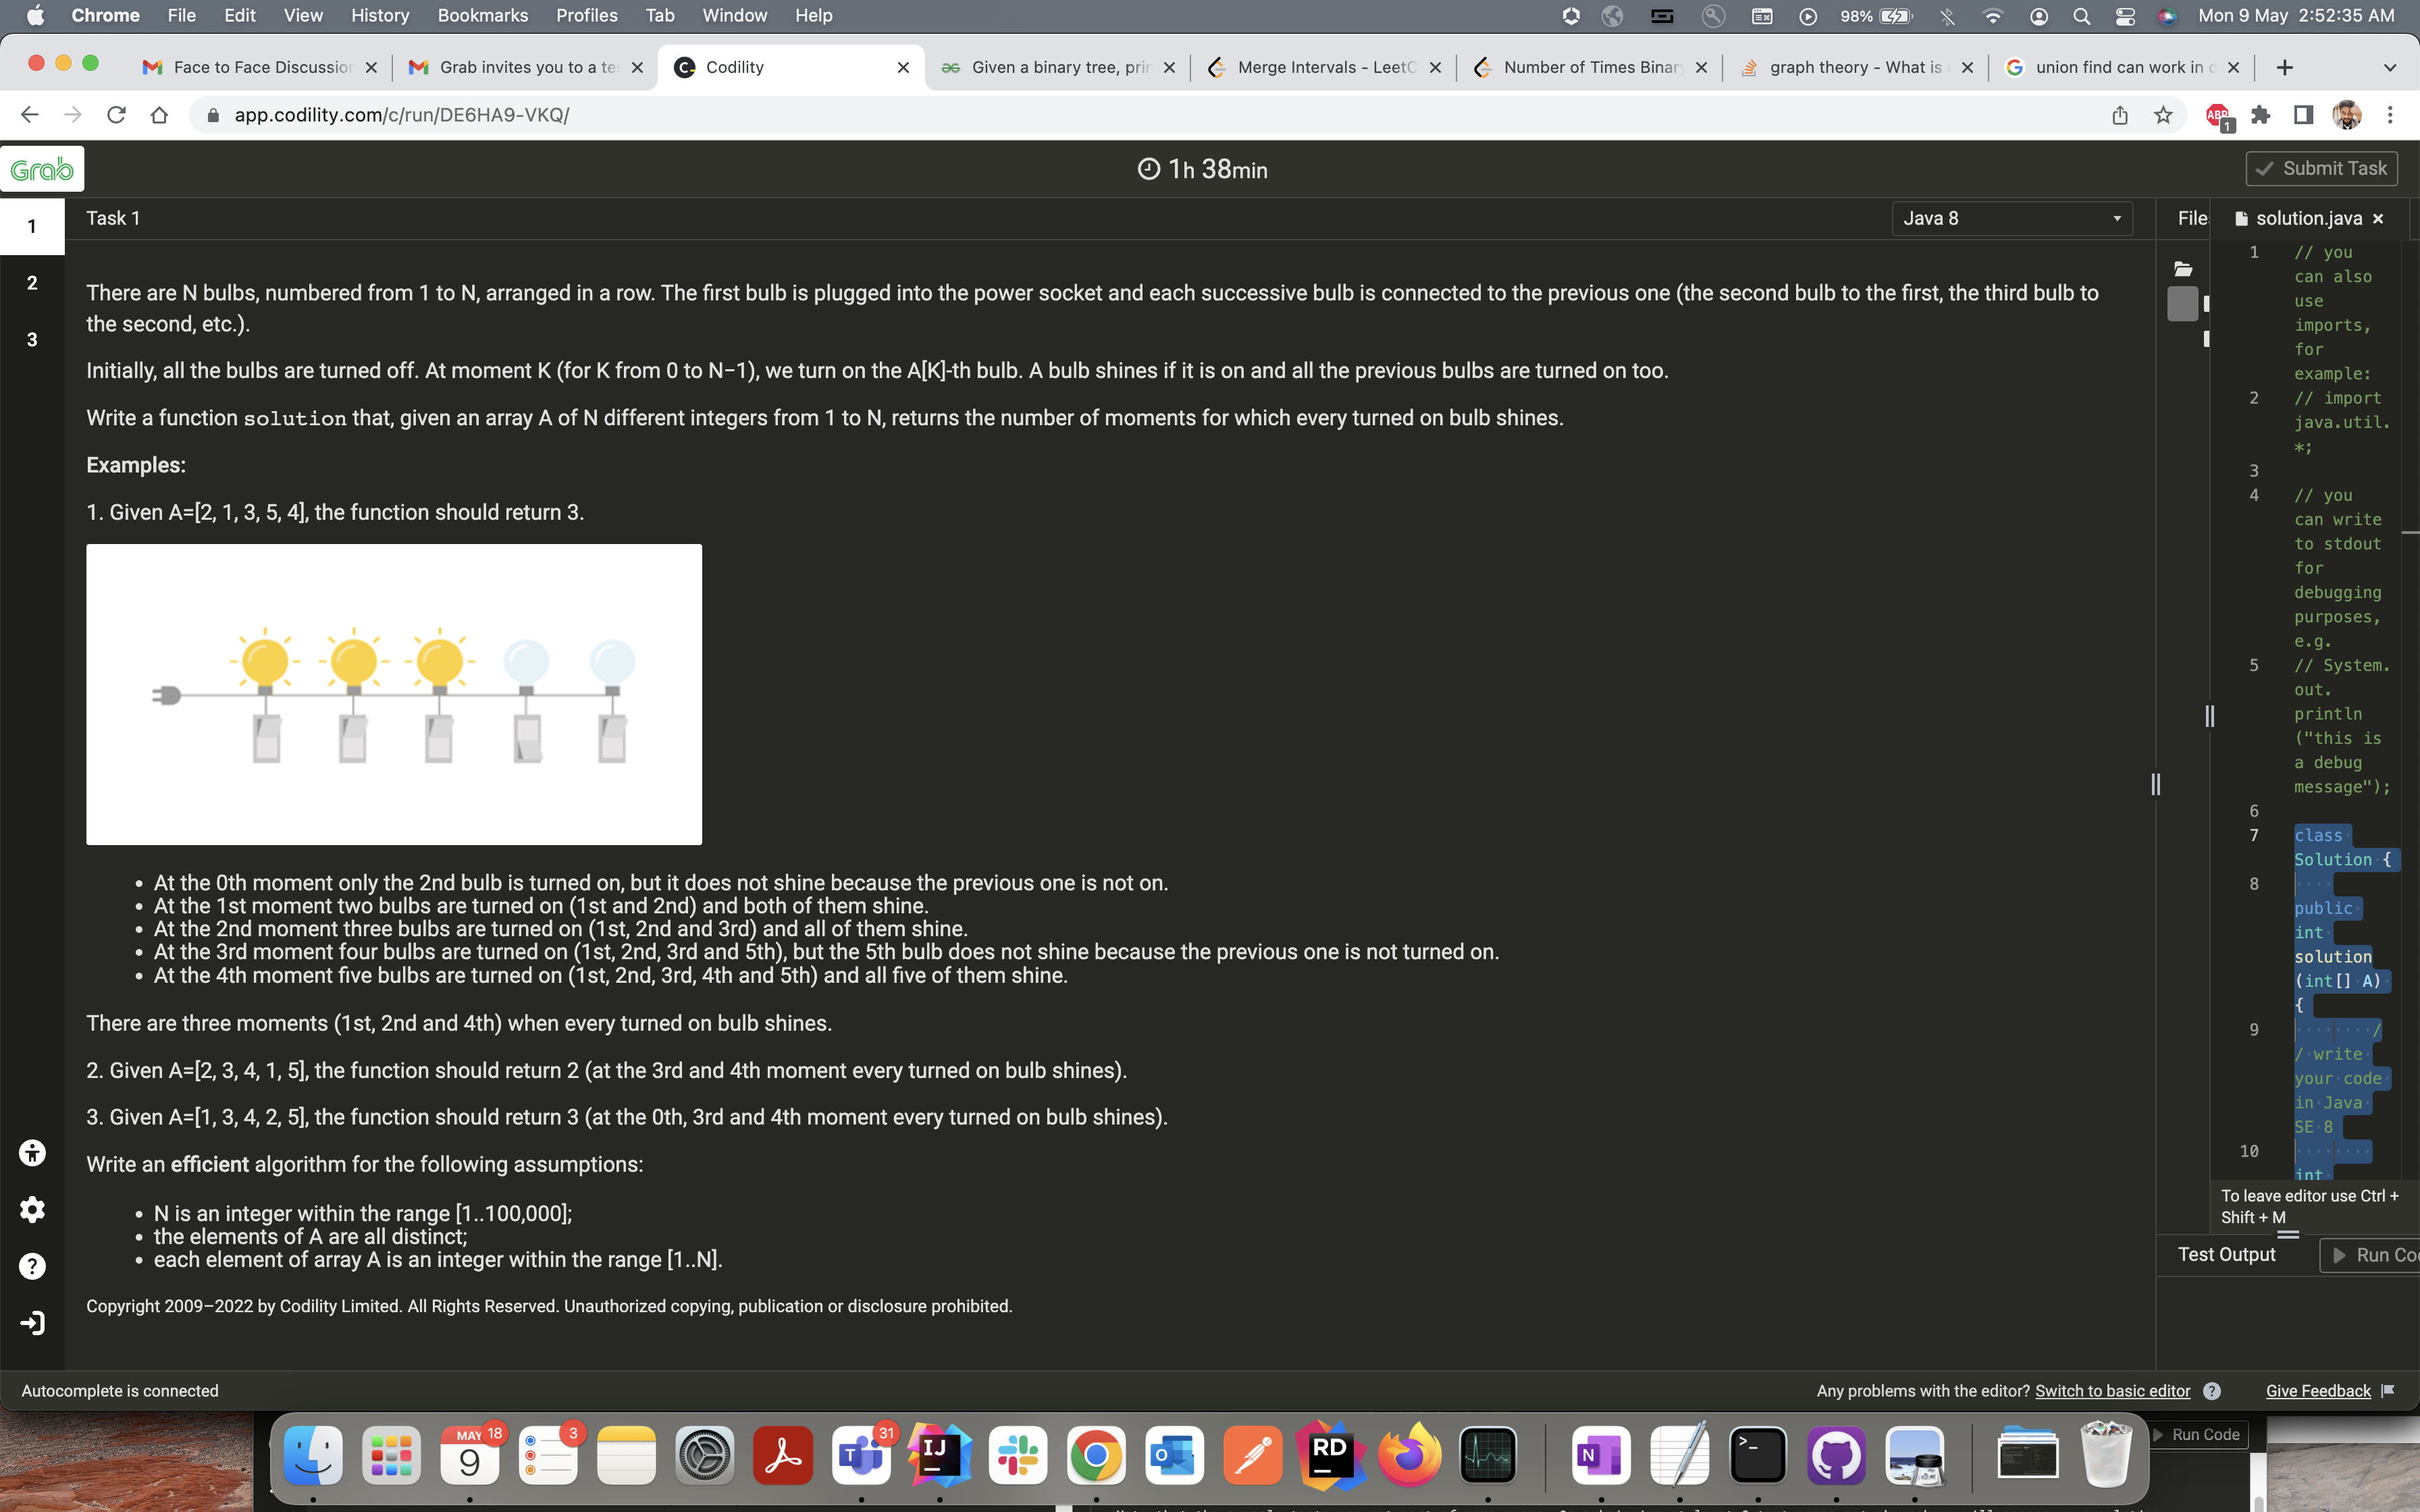 Chrome File Edit View History Bookmarks Profiles Tab Window Help
98% Mon 9 May 2:52:35 AM
Face to Face Discussion
Grab invites you to a te
Codility
Given a binary tree, prin
Merge Intervals - LeetC
Number of Times Binary
graph theory - What is
union find can work in
app.codility.com/c/run/DE6HA9-VKQ/
ABP 1
Grab
1h 38min
Submit Task
1
2
3
Task 1
Java 8
File
solution.java
There are N bulbs, numbered from 1 to N, arranged in a row. The first bulb is plugged into the power socket and each successive bulb is connected to the previous one (the second bulb to the first, the third bulb to
the second, etc.).
Initially, all the bulbs are turned off. At moment K (for K from 0 to N−1), we turn on the A[K]-th bulb. A bulb shines if it is on and all the previous bulbs are turned on too.
Write a function solution that, given an array A of N different integers from 1 to N, returns the number of moments for which every turned on bulb shines.
Examples:
1. Given A=[2, 1, 3, 5, 4], the function should return 3.
• At the 0th moment only the 2nd bulb is turned on, but it does not shine because the previous one is not on.
• At the 1st moment two bulbs are turned on (1st and 2nd) and both of them shine.
• At the 2nd moment three bulbs are turned on (1st, 2nd and 3rd) and all of them shine.
• At the 3rd moment four bulbs are turned on (1st, 2nd, 3rd and 5th), but the 5th bulb does not shine because the previous one is not turned on.
• At the 4th moment five bulbs are turned on (1st, 2nd, 3rd, 4th and 5th) and all five of them shine.
There are three moments (1st, 2nd and 4th) when every turned on bulb shines.
2. Given A=[2, 3, 4, 1, 5], the function should return 2 (at the 3rd and 4th moment every turned on bulb shines).
3. Given A=[1, 3, 4, 2, 5], the function should return 3 (at the 0th, 3rd and 4th moment every turned on bulb shines).
Write an efficient algorithm for the following assumptions:
• N is an integer within the range [1..100,000];
• the elements of A are all distinct;
• each element of array A is an integer within the range [1..N].
Copyright 2009–2022 by Codility Limited. All Rights Reserved. Unauthorized copying, publication or disclosure prohibited.
1 // you
can also
use
imports,
for
example:
2 // import
java.util.
*;
3
4 // you
can write
to stdout
for
debugging
purposes,
e.g.
5 // System.
out.
println
("this is
a debug
message");
6
7 class
Solution {
8
public
int
solution
(int[] A)
{
9 /
/ write
your code
in Java
SE 8
10
int
To leave editor use Ctrl +
Shift + M
Test Output
Run Co
Autocomplete is connected
Any problems with the editor? Switch to basic editor ?
Give Feedback
MAY 18
9
3
31
IJ
RD
Run Code